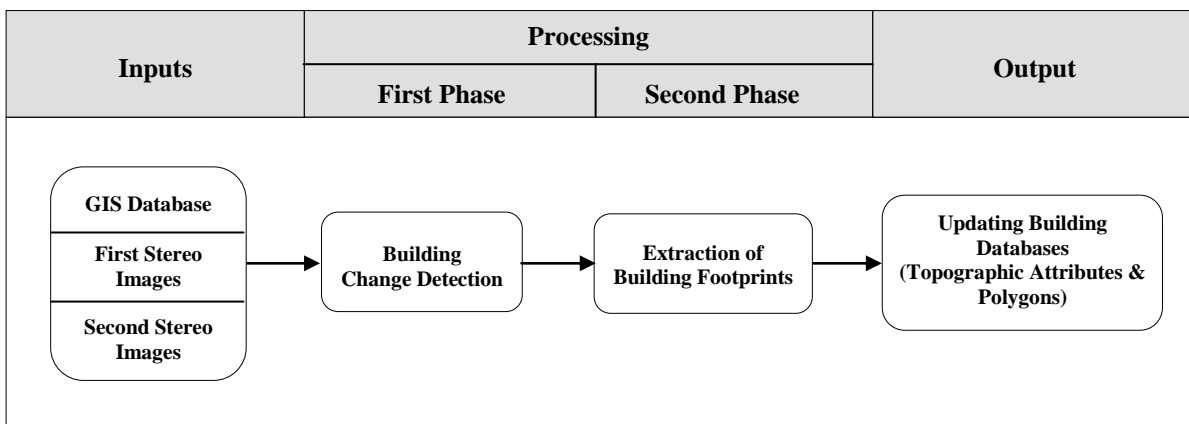 Inputs
Processing
First Phase
Second Phase
Output
GIS Database
First Stereo
Images
Second Stereo
Images
Building
Change Detection
Extraction of
Building Footprints
Updating Building
Databases
(Topographic Attributes &
Polygons)